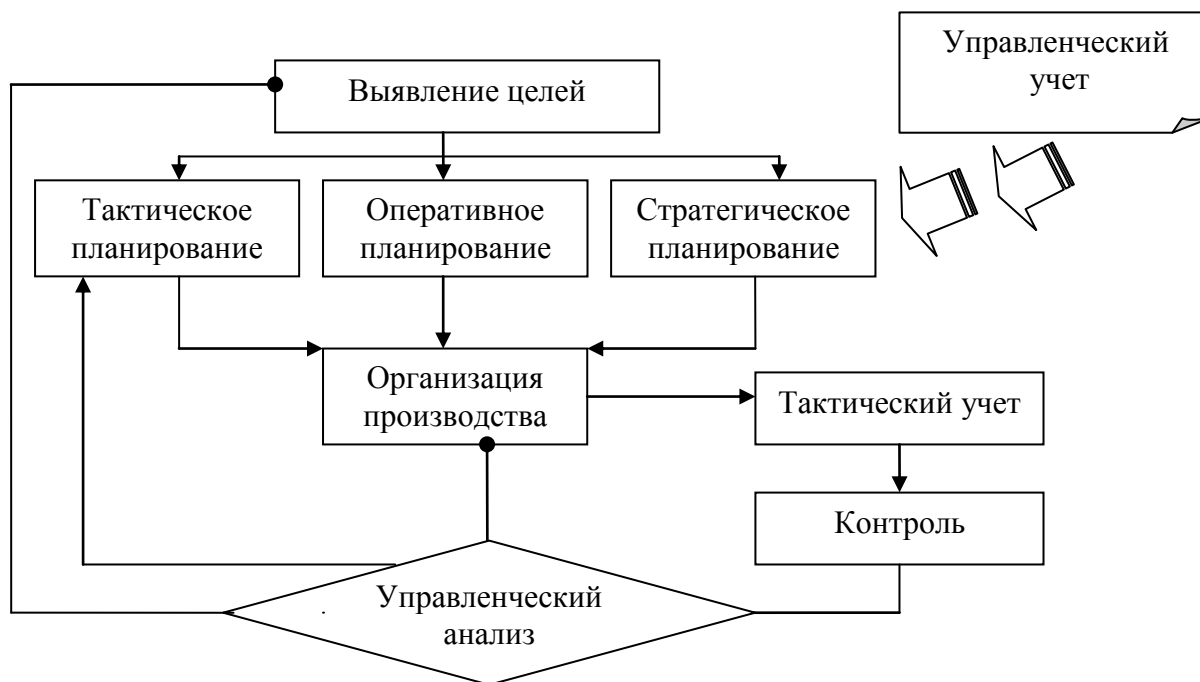 Управленческий
учет
Выявление целей
Тактическое
планирование
Оперативное
планирование
Стратегическое
планирование
Организация
производства
Тактический учет
Контроль
Управленческий
анализ